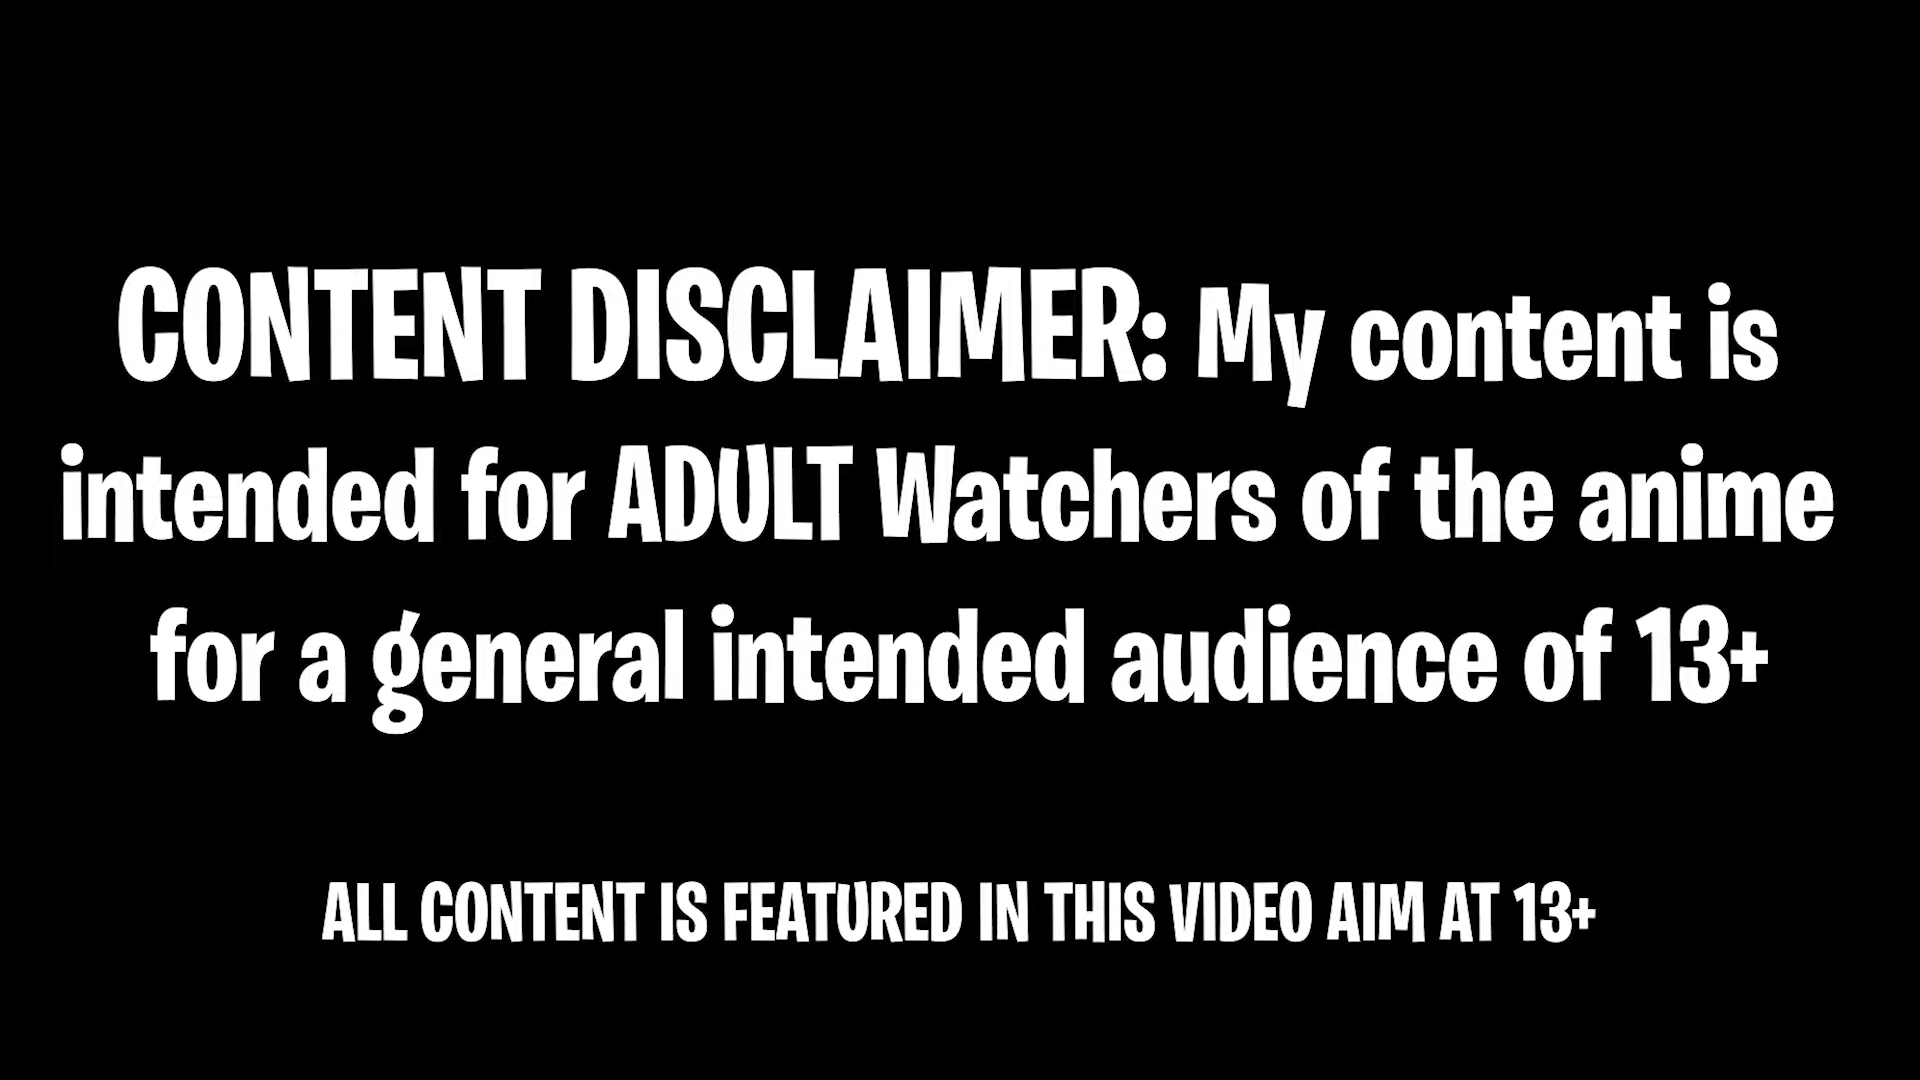 CONTENT DISCLAIMER: My content is
intended for ADULT Watchers of the anime
for a general intended audience of 13+
ALL CONTENT IS FEATURED IN THIS VIDEO AIM AT 13+